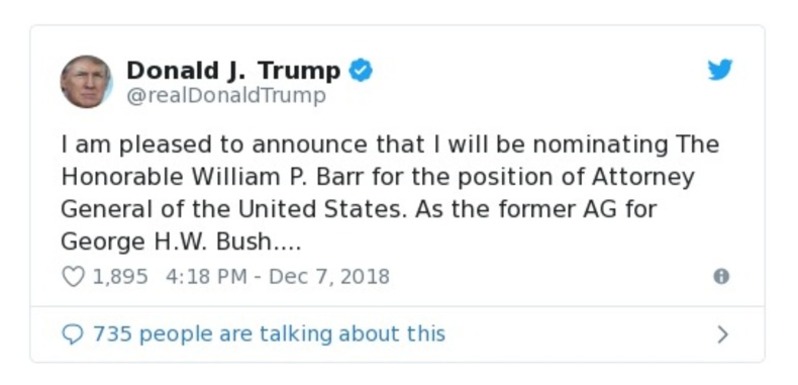 Donald J. Trump
@realDonaldTrump
I am pleased to announce that I will be nominating The
Honorable William P. Barr for the position of Attorney
General of the United States. As the former AG for
George H.W. Bush....
1,895 4:18 PM - Dec 7, 2018
735 people are talking about this